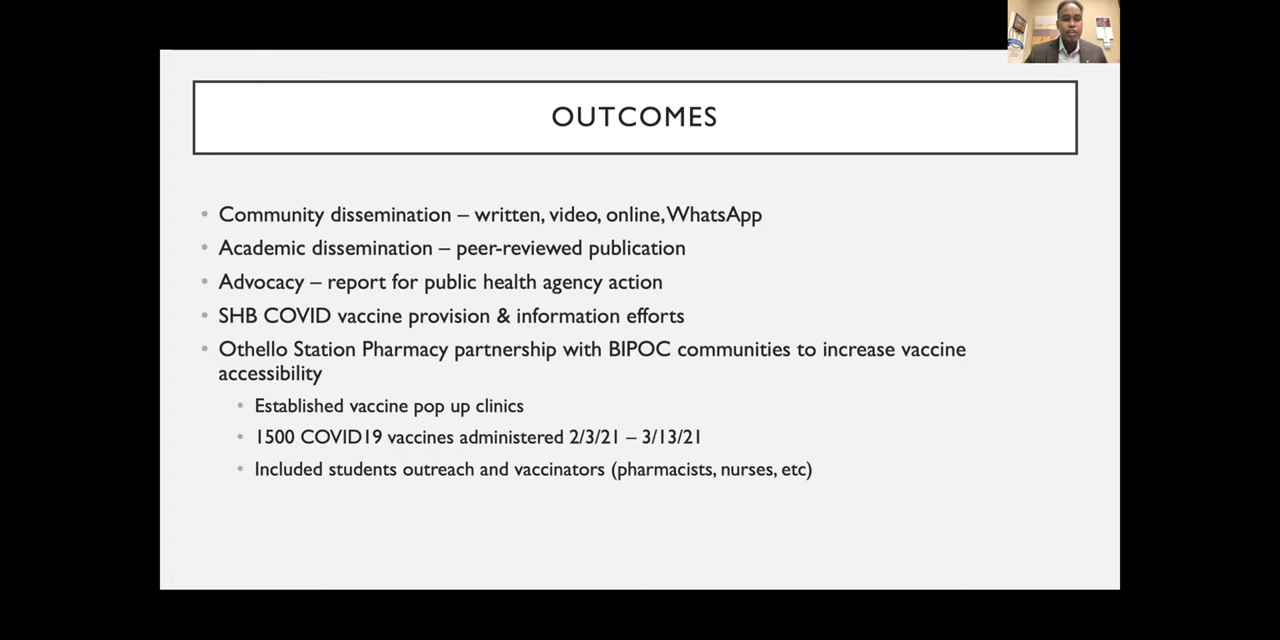 OUTCOMES
Community dissemination – written, video, online, WhatsApp
Academic dissemination – peer-reviewed publication
Advocacy – report for public health agency action
SHB COVID vaccine provision & information efforts
Othello Station Pharmacy partnership with BIPOC communities to increase vaccine
accessibility
Established vaccine pop up clinics
1500 COVID19 vaccines administered 2/3/21 – 3/13/21
Included students outreach and vaccinators (pharmacists, nurses, etc)